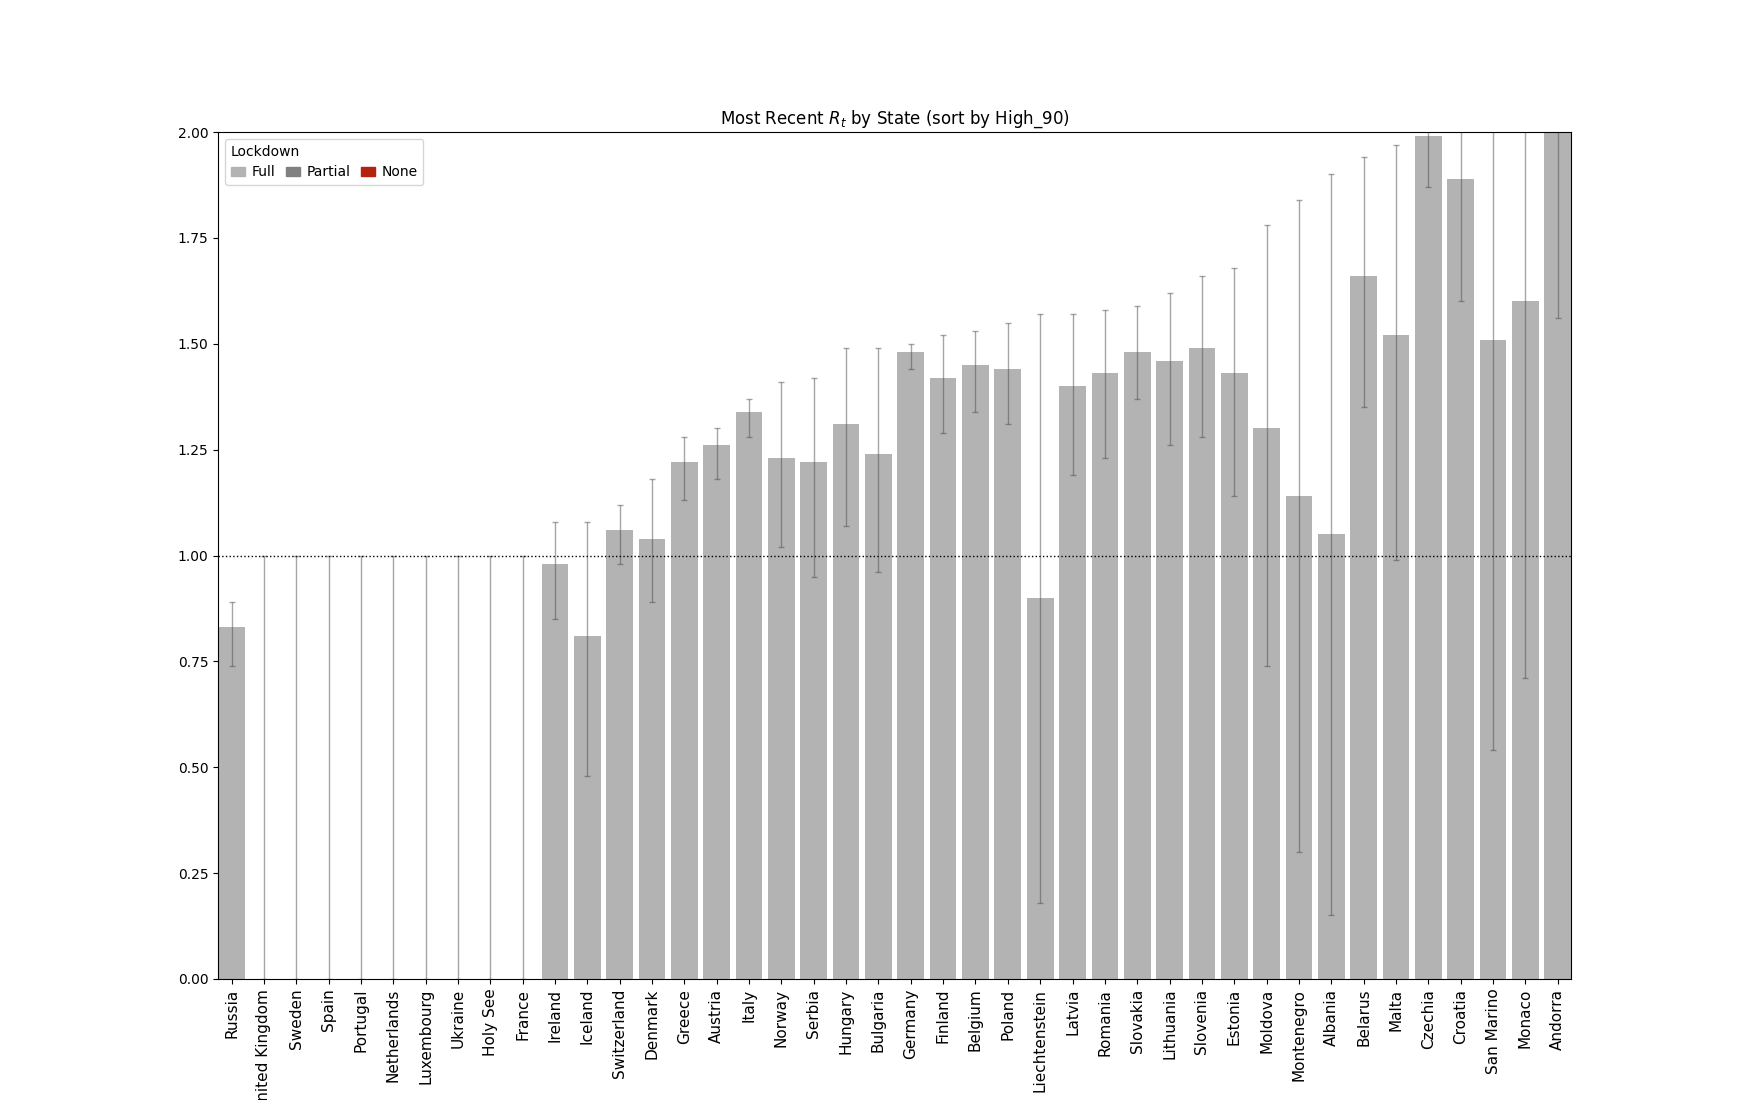 Most Recent R_t by State (sort by High_90)
Lockdown
Full Partial None
2.00
1.75
1.50
1.25
1.00
0.75
0.50
0.25
0.00
Russia
nited Kingdom
Sweden
Spain
Portugal
Netherlands
Luxembourg
Ukraine
Holy See
France
Ireland
Iceland
Switzerland
Denmark
Greece
Austria
Italy
Norway
Serbia
Hungary
Bulgaria
Germany
Finland
Belgium
Poland
Liechtenstein
Latvia
Romania
Slovakia
Lithuania
Slovenia
Estonia
Moldova
Montenegro
Albania
Belarus
Malta
Czechia
Croatia
San Marino
Monaco
Andorra